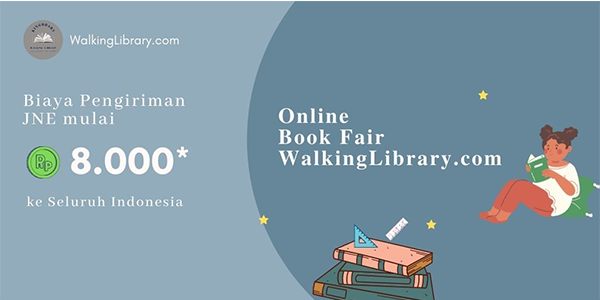 WalkingLibrary.com
Biaya Pengiriman
JNE mulai
Rp 8.000*
ke Seluruh Indonesia
Online
Book Fair
WalkingLibrary.com